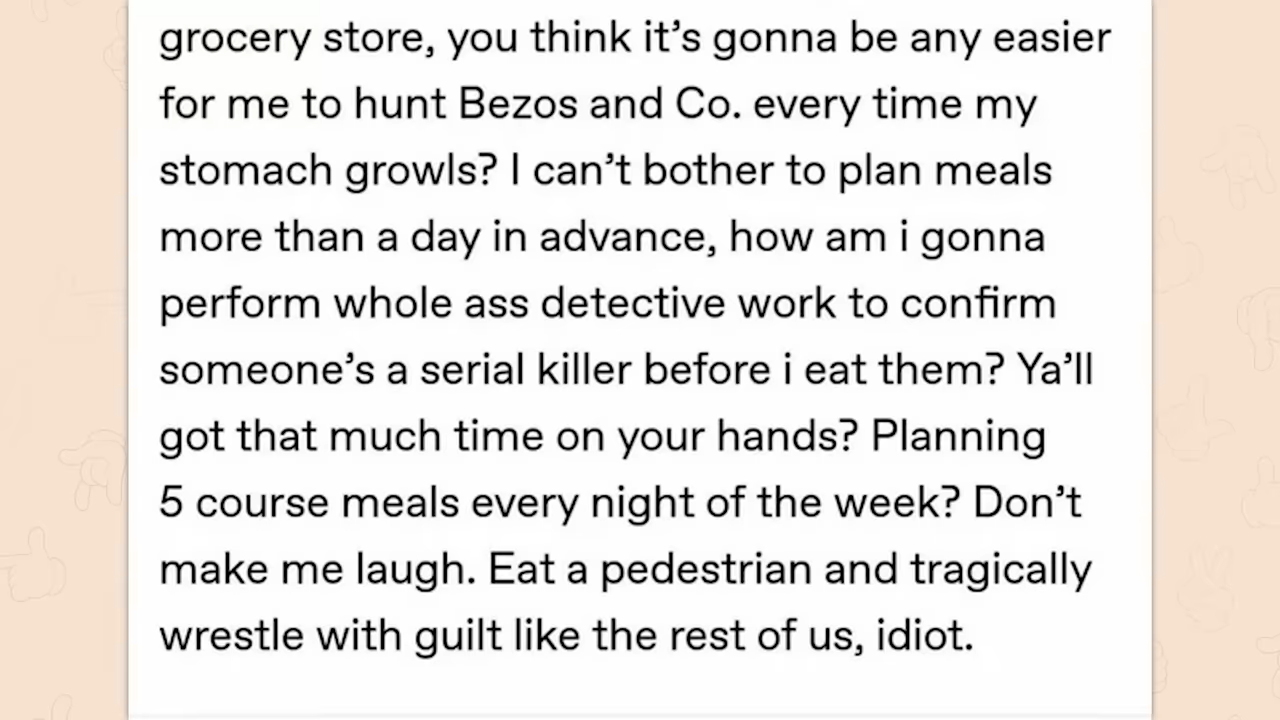 grocery store, you think it’s gonna be any easier
for me to hunt Bezos and Co. every time my
stomach growls? I can’t bother to plan meals
more than a day in advance, how am i gonna
perform whole ass detective work to confirm
someone’s a serial killer before i eat them? Ya’ll
got that much time on your hands? Planning
5 course meals every night of the week? Don’t
make me laugh. Eat a pedestrian and tragically
wrestle with guilt like the rest of us, idiot.